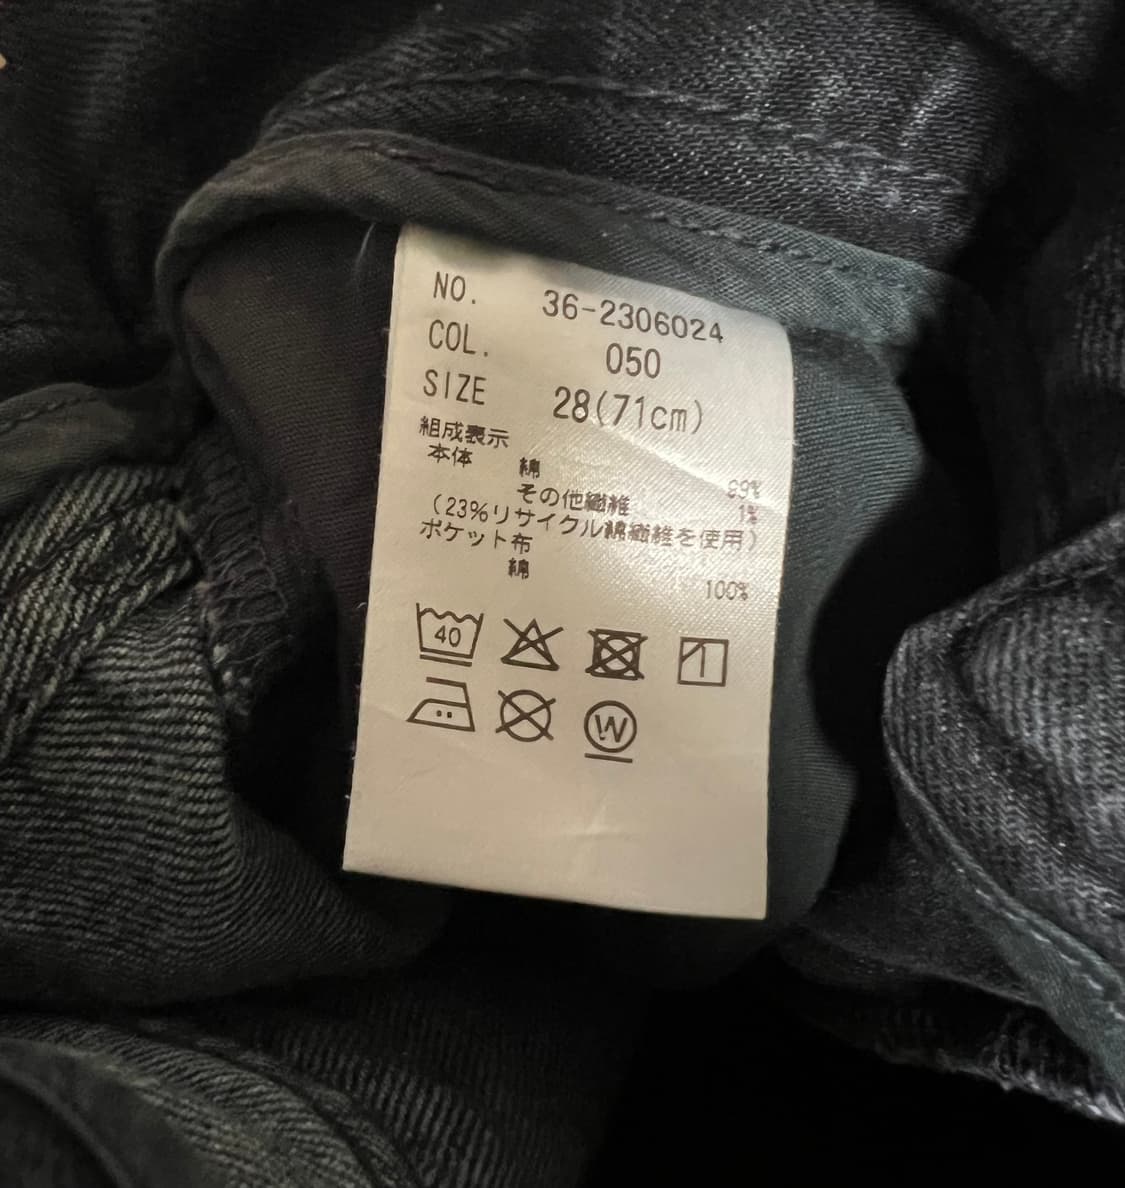 NO. 36-2306024
COL. 050
SIZE 28(71cm)
組成表示
本体 綿 99%
その他繊維 1%
(23%リサイクル綿繊維を使用)
ポケット布
綿 100%
40
W